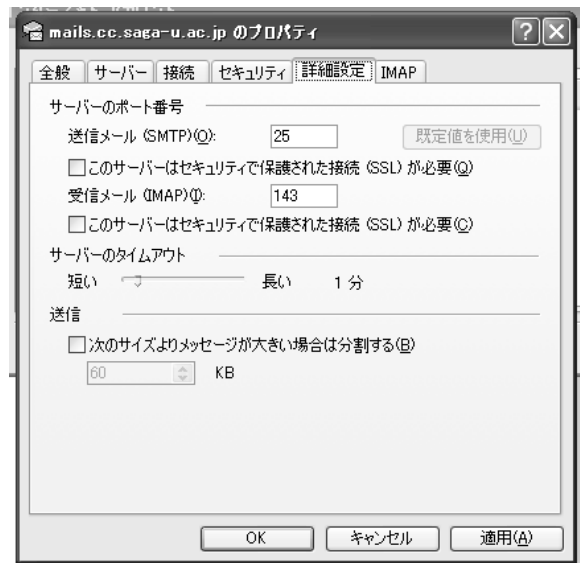 mails.cc.saga-u.ac.jp のプロパティ
全般 サーバー 接続 セキュリティ 詳細設定 IMAP
サーバーのポート番号
送信メール (SMTP)(O): 25 既定値を使用(U)
このサーバーはセキュリティで保護された接続 (SSL) が必要(Q)
受信メール (IMAP)(I): 143
このサーバーはセキュリティで保護された接続 (SSL) が必要(C)
サーバーのタイムアウト
短い 長い 1 分
送信
次のサイズよりメッセージが大きい場合は分割する(B)
60 KB
OK キャンセル 適用(A)